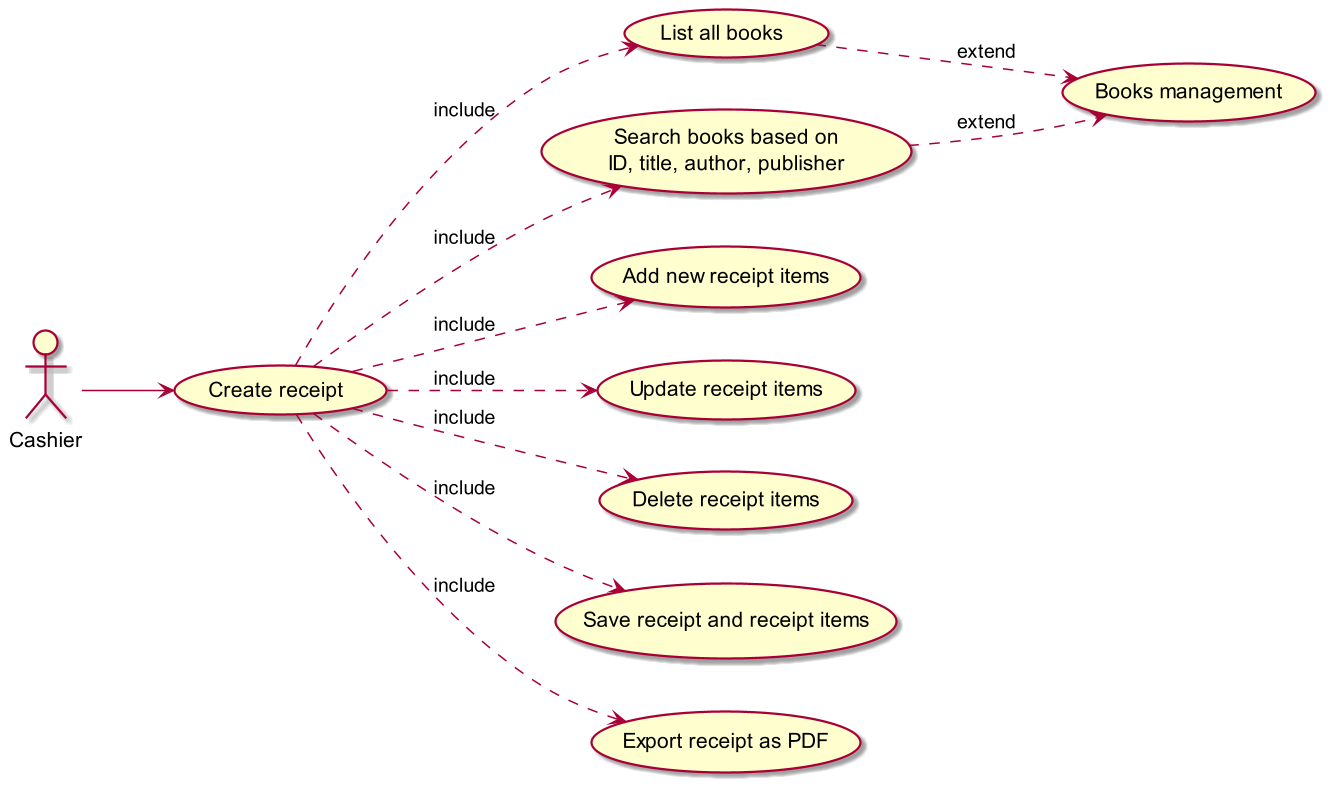 List all books
extend
Books management
include
Search books based on
ID, title, author, publisher
extend
include
Add new receipt items
include
Cashier
Create receipt
include
Update receipt items
include
Delete receipt items
include
Save receipt and receipt items
include
Export receipt as PDF